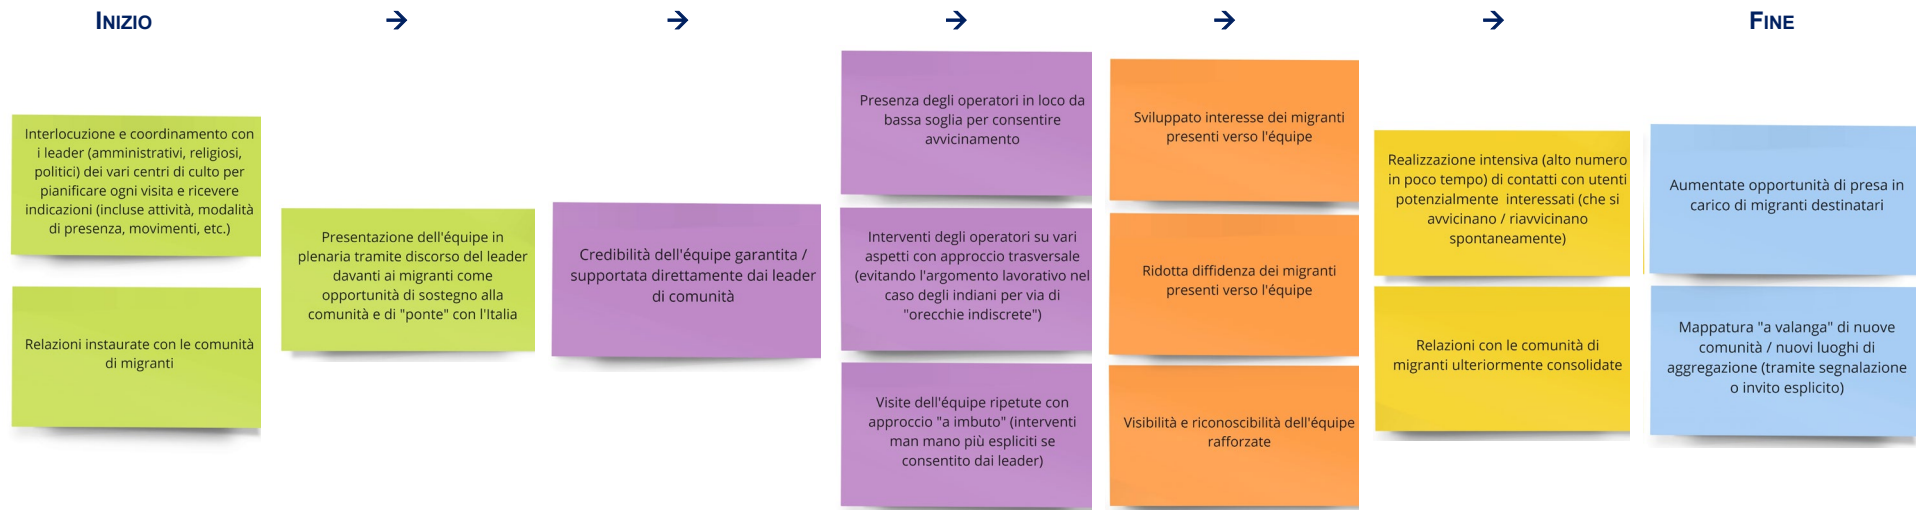 INIZIO
→
→
→
→
→
FINE
Interlocuzione e coordinamento con
i leader (amministrativi, religiosi,
politici) dei vari centri di culto per
pianificare ogni visita e ricevere
indicazioni (incluse attività, modalità
di presenza, movimenti, etc.)
Relazioni instaurate con le comunità
di migranti
Presentazione dell'équipe in
plenaria tramite discorso del leader
davanti ai migranti come
opportunità di sostegno alla
comunità e di "ponte" con l'Italia
Credibilità dell'équipe garantita /
supportata direttamente dai leader
di comunità
Presenza degli operatori in loco da
bassa soglia per consentire
avvicinamento
Interventi degli operatori su vari
aspetti con approccio trasversale
(evitando l'argomento lavorativo nel
caso degli indiani per via di
"orecchie indiscrete")
Visite dell'équipe ripetute con
approccio "a imbuto" (interventi
man mano più espliciti se
consentito dai leader)
Sviluppato interesse dei migranti
presenti verso l'équipe
Ridotta diffidenza dei migranti
presenti verso l'équipe
Visibilità e riconoscibilità dell'équipe
rafforzate
Realizzazione intensiva (alto numero
in poco tempo) di contatti con utenti
potenzialmente interessati (che si
avvicinano / riavvicinano
spontaneamente)
Relazioni con le comunità di
migranti ulteriormente consolidate
Aumentate opportunità di presa in
carico di migranti destinatari
Mappatura "a valanga" di nuove
comunità / nuovi luoghi di
aggregazione (tramite segnalazione
o invito esplicito)